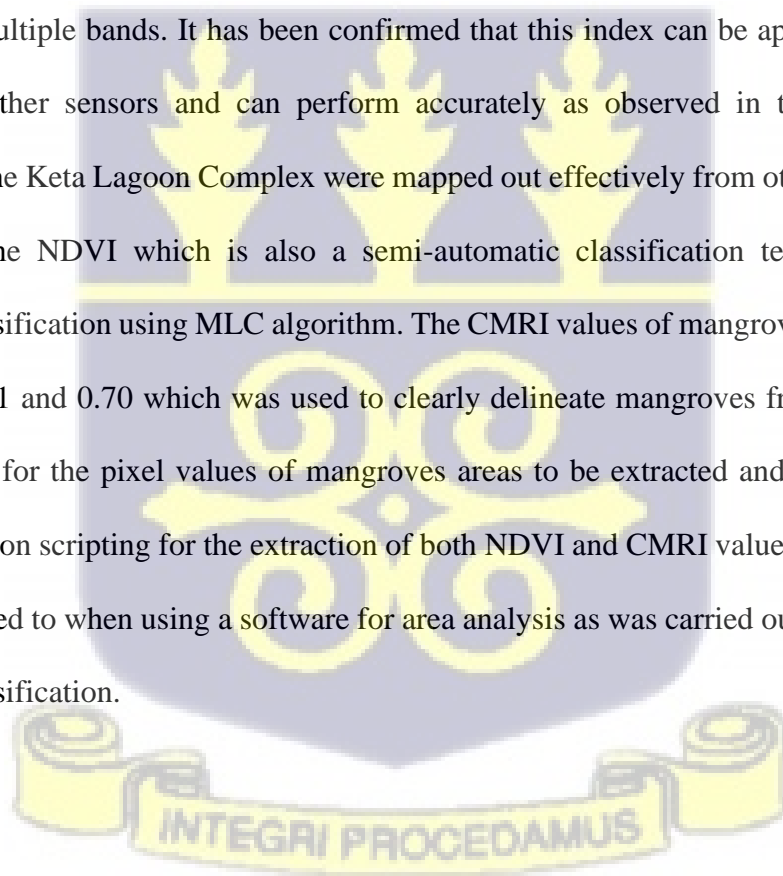 ultiple bands. It has been confirmed that this index can be ap
ther sensors and can perform accurately as observed in t
ne Keta Lagoon Complex were mapped out effectively from ot
ne NDVI which is also a semi-automatic classification te
sification using MLC algorithm. The CMRI values of mangrov
1 and 0.70 which was used to clearly delineate mangroves fr
for the pixel values of mangroves areas to be extracted and
on scripting for the extraction of both NDVI and CMRI value
ed to when using a software for area analysis as was carried ou
sification.
INTEGRI PROCEDAMUS